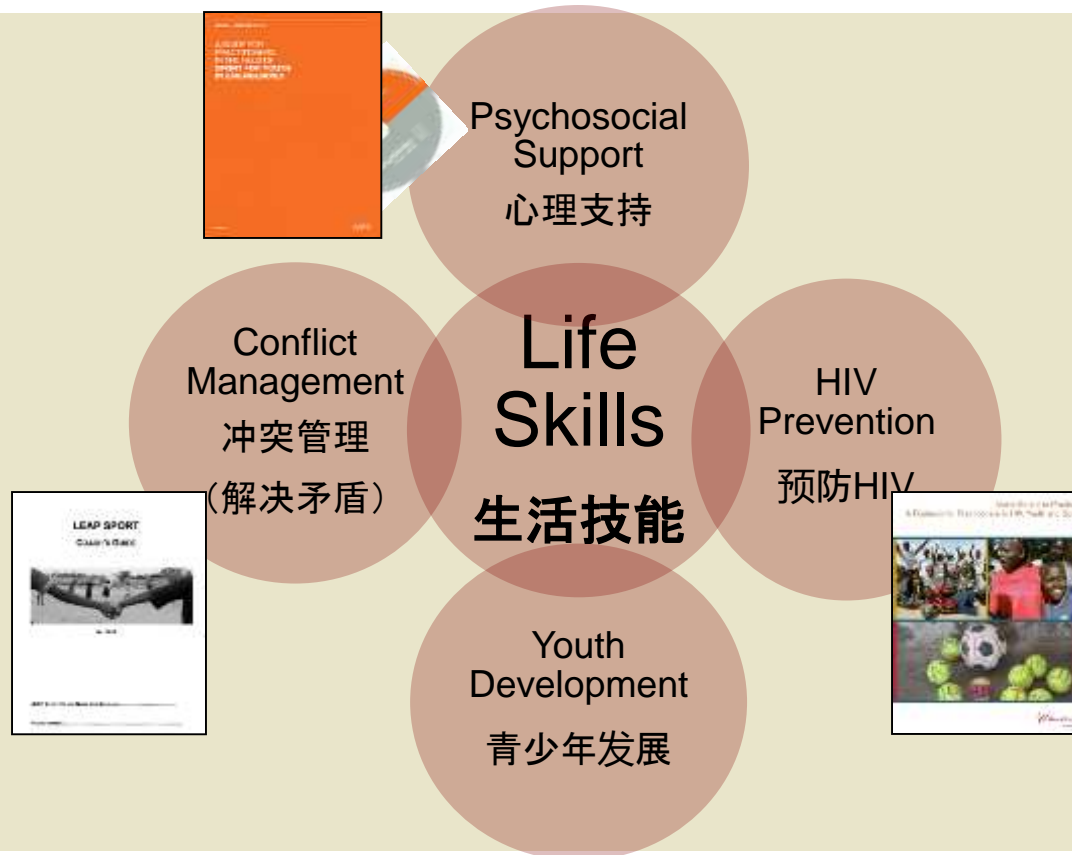 Psychosocial
Support
心理支持
Conflict
Management
冲突管理
（解决矛盾）
Life
Skills
生活技能
HIV
Prevention
预防HIV
Youth
Development
青少年发展
LEAP SPORT
Coach's Guide